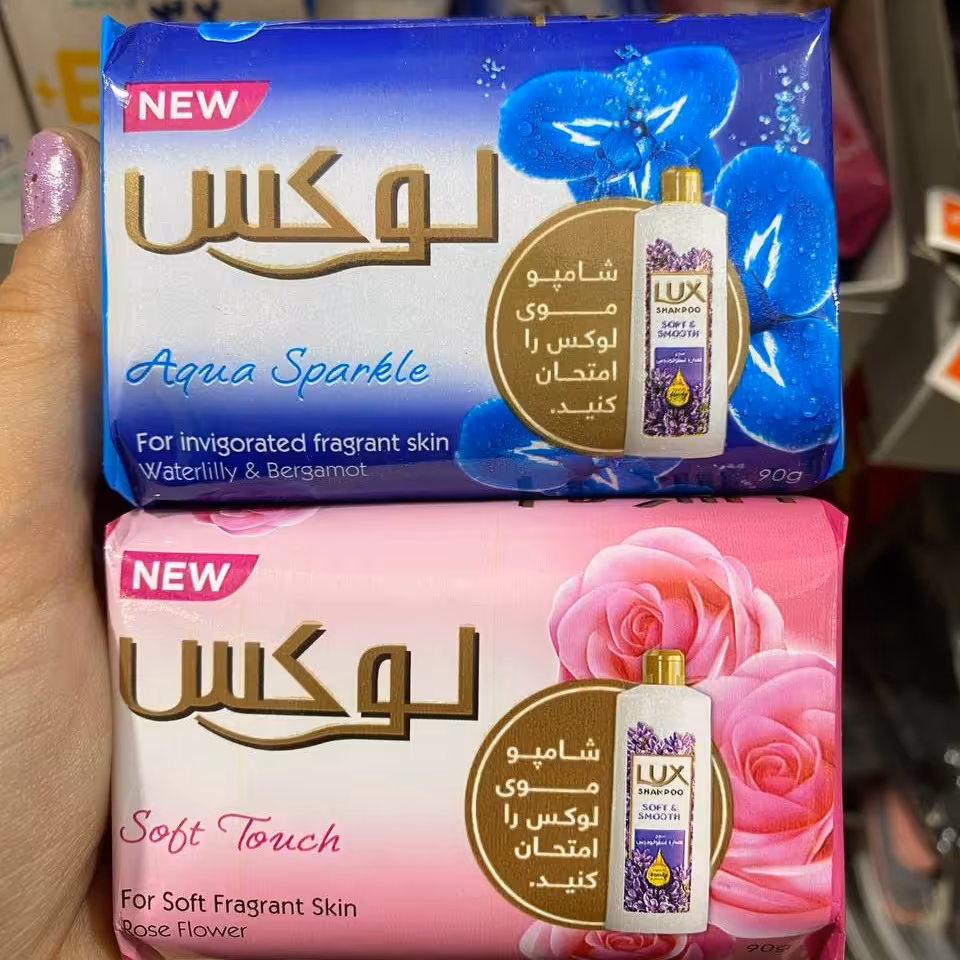 NEW
لوکس
Aqua Sparkle
For invigorated fragrant skin
Waterlilly & Bergamot
شامپو
موی
لوکس را
امتحان
کنید.
LUX
SHAMPOO
SOFT &
SMOOTH
90g
NEW
لوکس
Soft Touch
For Soft Fragrant Skin
Rose Flower
شامپو
موی
لوکس را
امتحان
کنید.
LUX
SHAMPOO
SOFT &
SMOOTH
90g